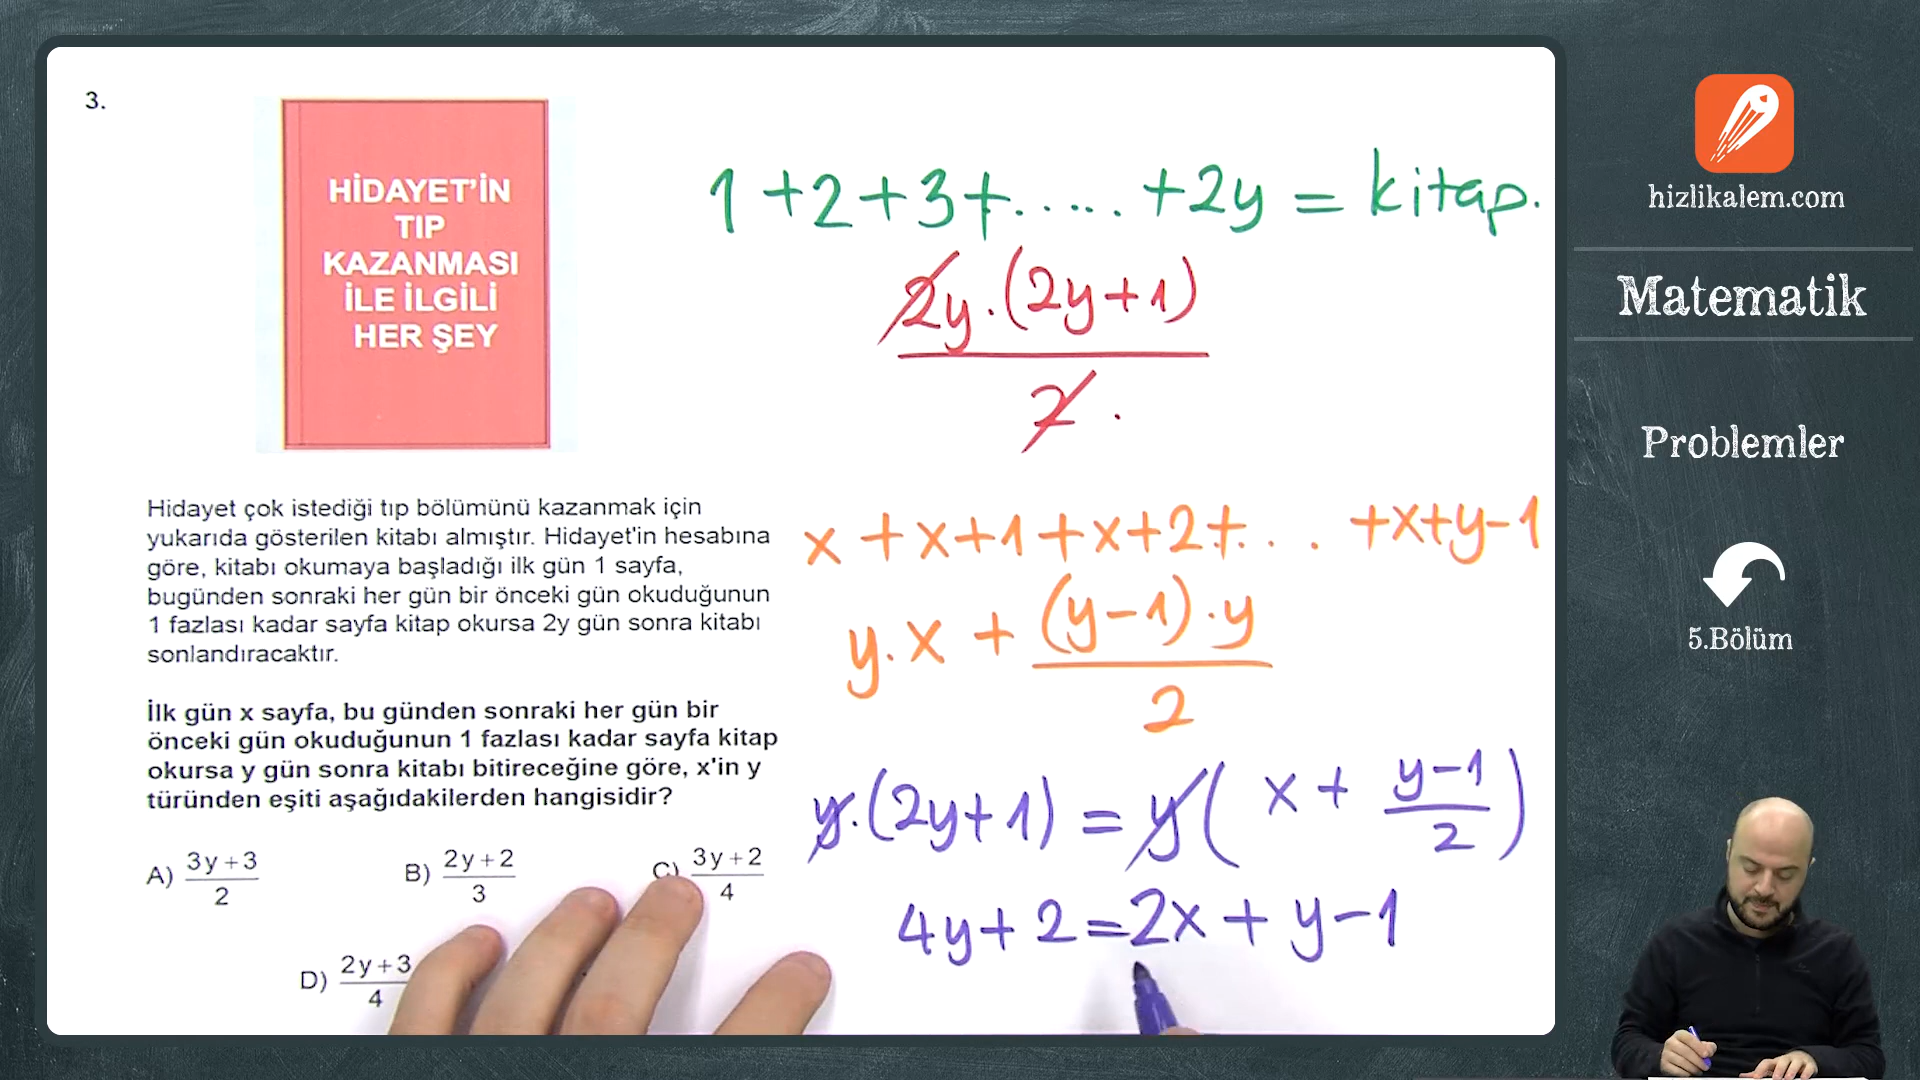 3.
HİDAYET'İN
TIP
KAZANMASI
İLE İLGİLİ
HER ŞEY
Hidayet çok istediği tıp bölümünü kazanmak için
yukarıda gösterilen kitabı almıştır. Hidayet'in hesabına
göre, kitabı okumaya başladığı ilk gün 1 sayfa,
bugünden sonraki her gün bir önceki gün okuduğunun
1 fazlası kadar sayfa kitap okursa 2y gün sonra kitabı
sonlandıracaktır.
İlk gün x sayfa, bu günden sonraki her gün bir
önceki gün okuduğunun 1 fazlası kadar sayfa kitap
okursa y gün sonra kitabı bitireceğine göre, x'in y
türünden eşiti aşağıdakilerden hangisidir?
A) 3y+3
2
B) 2y+2
3
C) 3y+2
4
D) 2y+3
4
1+2+3+.....+2y = kitap.
2y.(2y+1)
2
x+x+1+x+2+....+x+y-1
y.x + (y-1).y
2
y.(2y+1) = y( x + y-1
2 )
4y+2=2x+y-1
hizlikalem.com
Matematik
Problemler
5.Bölüm